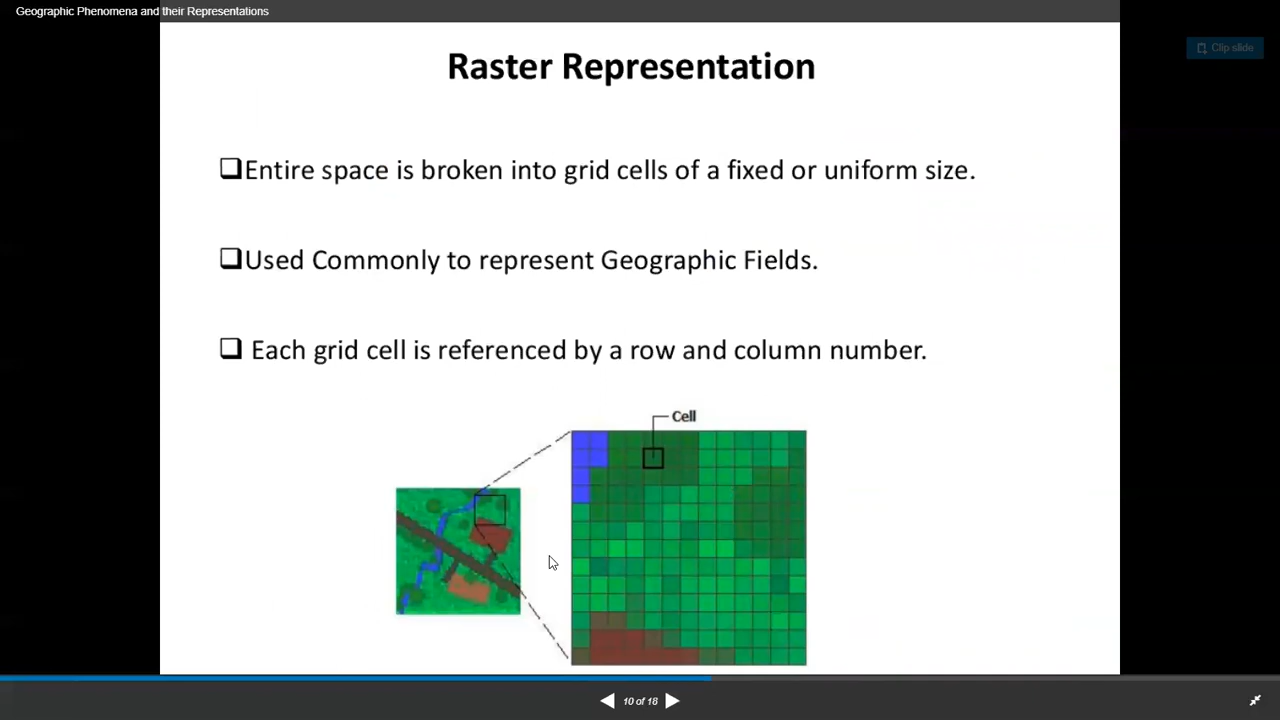 Geographic Phenomena and their Representations
Clip slide
Raster Representation
Entire space is broken into grid cells of a fixed or uniform size.
Used Commonly to represent Geographic Fields.
Each grid cell is referenced by a row and column number.
Cell
10 of 18